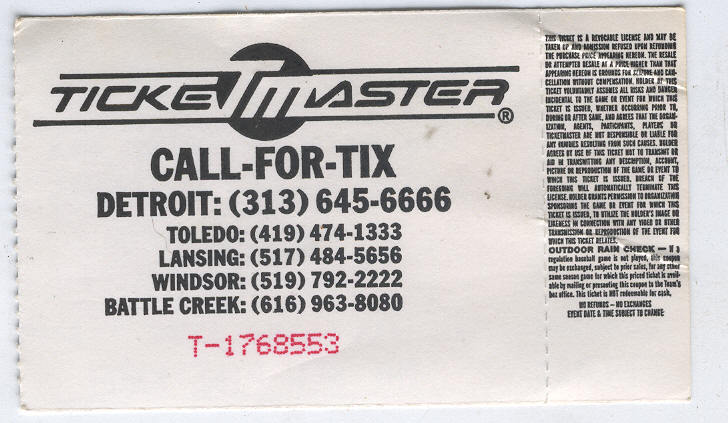 TICKETMASTER®
CALL-FOR-TIX
DETROIT: (313) 645-6666
TOLEDO: (419) 474-1333
LANSING: (517) 484-5656
WINDSOR: (519) 792-2222
BATTLE CREEK: (616) 963-8080
T-1768553
THIS TICKET IS A REVOCABLE LICENSE AND MAY BE
TAKEN UP AND ADMISSION REFUSED UPON REFUNDING
THE PURCHASE PRICE APPEARING HEREON. THE RESALE
OR ATTEMPTED RESALE AT A PRICE HIGHER THAN THAT
APPEARING HEREON IS GROUNDS FOR SEIZURE AND CAN-
CELLATION WITHOUT COMPENSATION. HOLDER OF THIS
TICKET VOLUNTARILY ASSUMES ALL RISKS AND DANGER
INCIDENTAL TO THE GAME OR EVENT FOR WHICH THIS
TICKET IS ISSUED, WHETHER OCCURRING PRIOR TO,
DURING OR AFTER SAME, AND AGREES THAT THE ORGAN-
IZATION, AGENTS, PARTICIPANTS, PLAYERS OR
TICKETMASTER ARE NOT RESPONSIBLE OR LIABLE FOR
ANY INJURIES RESULTING FROM SUCH CAUSES. HOLDER
AGREES BY USE OF THIS TICKET NOT TO TRANSMIT OR
AID IN TRANSMITTING ANY DESCRIPTION, ACCOUNT,
PICTURE OR REPRODUCTION OF THE GAME OR EVENT TO
WHICH THIS TICKET IS ISSUED. BREACH OF THE
FOREGOING WILL AUTOMATICALLY TERMINATE THIS
LICENSE. HOLDER GRANTS PERMISSION TO ORGANIZATION
SPONSORING THE GAME OR EVENT FOR WHICH THIS
TICKET IS ISSUED, TO UTILIZE THE HOLDER'S IMAGE OR
LIKENESS IN CONNECTION WITH ANY VIDEO OR OTHER
TRANSMISSION OR REPRODUCTION OF THE EVENT FOR
WHICH THIS TICKET RELATES.
OUTDOOR RAIN CHECK — If a
regulation baseball game is not played, this coupon
may be exchanged, subject to prior sales, for any other
same season game for which this priced ticket is avail-
able by mailing or presenting this coupon to the Team's
box office. This ticket is NOT redeemable for cash.
NO REFUNDS – NO EXCHANGES
EVENT DATE & TIME SUBJECT TO CHANGE